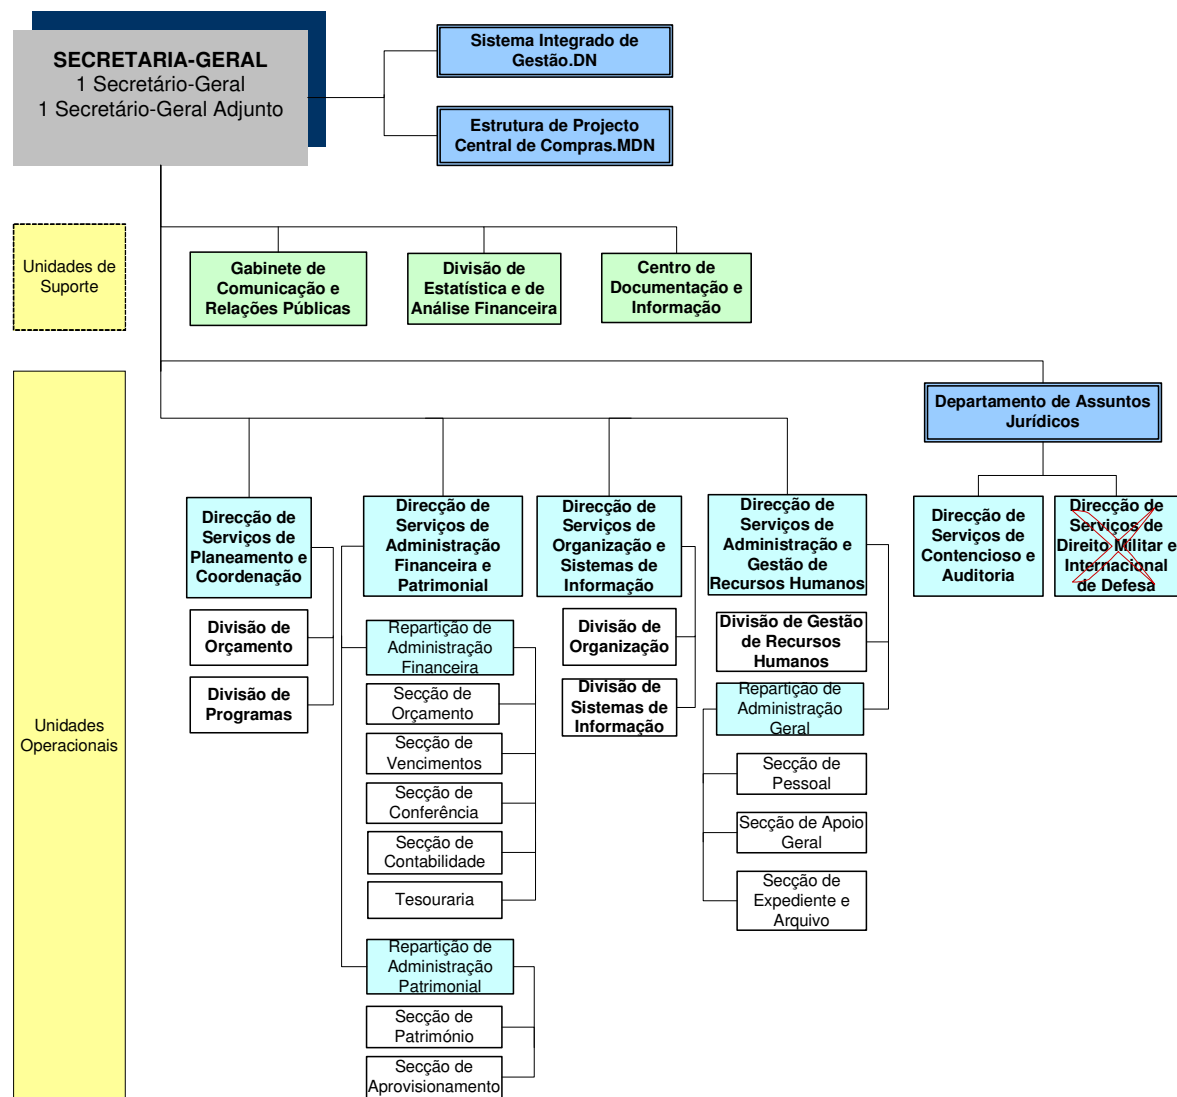 SECRETARIA-GERAL
1 Secretário-Geral
1 Secretário-Geral Adjunto
Sistema Integrado de
Gestão.DN
Estrutura de Projecto
Central de Compras.MDN
Unidades de
Suporte
Gabinete de
Comunicação e
Relações Públicas
Divisão de
Estatística e de
Análise Financeira
Centro de
Documentação e
Informação
Unidades
Operacionais
Departamento de Assuntos
Jurídicos
Direcção de
Serviços de
Planeamento e
Coordenação
Divisão de
Orçamento
Divisão de
Programas
Direcção de
Serviços de
Administração
Financeira e
Patrimonial
Repartição de
Administração
Financeira
Secção de
Orçamento
Secção de
Vencimentos
Secção de
Conferência
Secção de
Contabilidade
Tesouraria
Repartição de
Administração
Patrimonial
Secção de
Património
Secção de
Aprovisionamento
Direcção de
Serviços de
Organização e
Sistemas de
Informação
Divisão de
Organização
Divisão de
Sistemas de
Informação
Direcção de
Serviços de
Administração e
Gestão de
Recursos Humanos
Divisão de Gestão
de Recursos
Humanos
Repartição de
Administração
Geral
Secção de
Pessoal
Secção de Apoio
Geral
Secção de
Expediente e
Arquivo
Direcção de
Serviços de
Contencioso e
Auditoria
Direcção de
Serviços de
Direito Militar e
Internacional
de Defesa